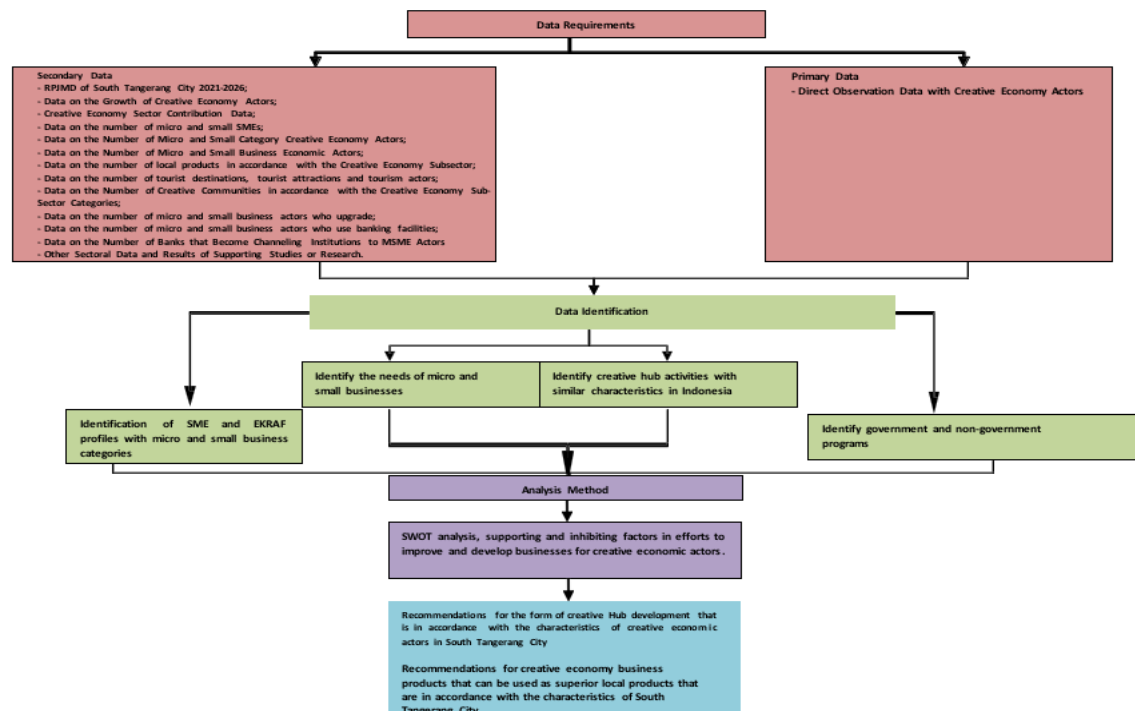 Data Requirements
Secondary Data
- RPJMD of South Tangerang City 2021-2026;
- Data on the Growth of Creative Economy Actors;
- Creative Economy Sector Contribution Data;
- Data on the number of micro and small SMEs;
- Data on the Number of Micro and Small Category Creative Economy Actors;
- Data on the Number of Micro and Small Business Economic Actors;
- Data on the number of local products in accordance with the Creative Economy Subsector;
- Data on the number of tourist destinations, tourist attractions and tourism actors;
- Data on the Number of Creative Communities in accordance with the Creative Economy Sub-
Sector Categories;
- Data on the number of micro and small business actors who upgrade;
- Data on the number of micro and small business actors who use banking facilities;
- Data on the Number of Banks that Become Channeling Institutions to MSME Actors
- Other Sectoral Data and Results of Supporting Studies or Research.
Primary Data
- Direct Observation Data with Creative Economy Actors
Data Identification
Identify the needs of micro and
small businesses
Identify creative hub activities with
similar characteristics in Indonesia
Identification of SME and EKRAF
profiles with micro and small business
categories
Identify government and non-government
programs
Analysis Method
SWOT analysis, supporting and inhibiting factors in efforts to
improve and develop businesses for creative economic actors.
Recommendations for the form of creative Hub development that
is in accordance with the characteristics of creative economic
actors in South Tangerang City
Recommendations for creative economy business
products that can be used as superior local products that
are in accordance with the characteristics of South
Tangerang City